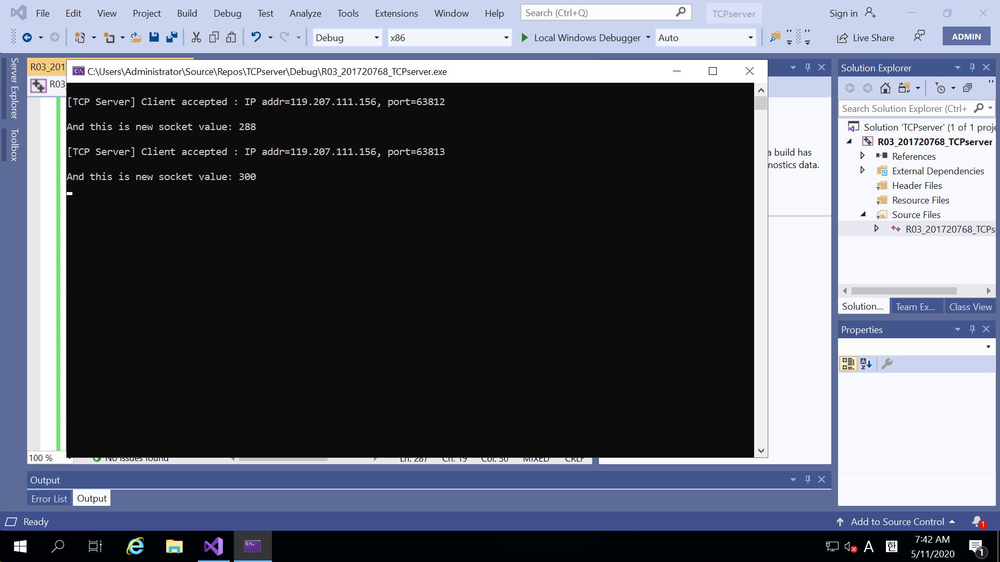 File Edit View Project Build Debug Test Analyze Tools Extensions Window Help Search (Ctrl+Q) TCPserver Sign in
Debug x86 Local Windows Debugger Auto Live Share ADMIN
Server Explorer
Toolbox
R03_201
R03_
C:\Users\Administrator\Source\Repos\TCPserver\Debug\R03_201720768_TCPserver.exe
[TCP Server] Client accepted : IP addr=119.207.111.156, port=63812
And this is new socket value: 288
[TCP Server] Client accepted : IP addr=119.207.111.156, port=63813
And this is new socket value: 300
a build has
nostics data.
100 % No issues found Ln: 287 Ch: 19 Col: 30 MIXED CRLF
Solution Explorer
Search Solution Explorer (Ctrl+
Solution 'TCPserver' (1 of 1 proje
R03_201720768_TCPserver
References
External Dependencies
Header Files
Resource Files
Source Files
R03_201720768_TCPs
Solution... Team Ex... Class View
Properties
Output
Error List Output
Ready Add to Source Control 1
A 한 7:42 AM
5/11/2020 1